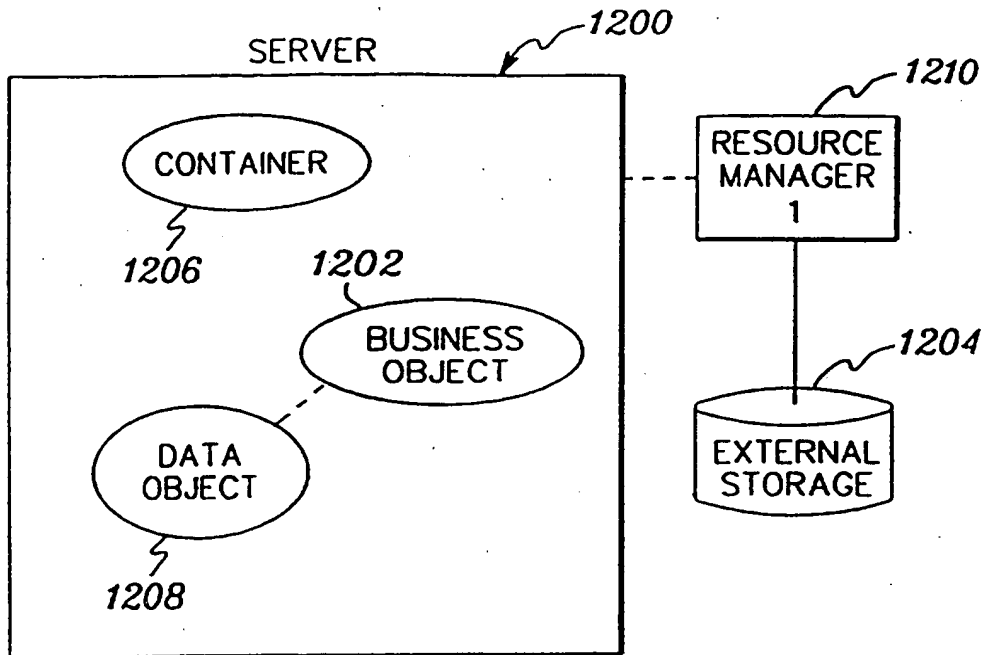 SERVER
1200
1210
CONTAINER
1206
RESOURCE
MANAGER
1
1202
BUSINESS
OBJECT
1204
DATA
OBJECT
1208
EXTERNAL
STORAGE